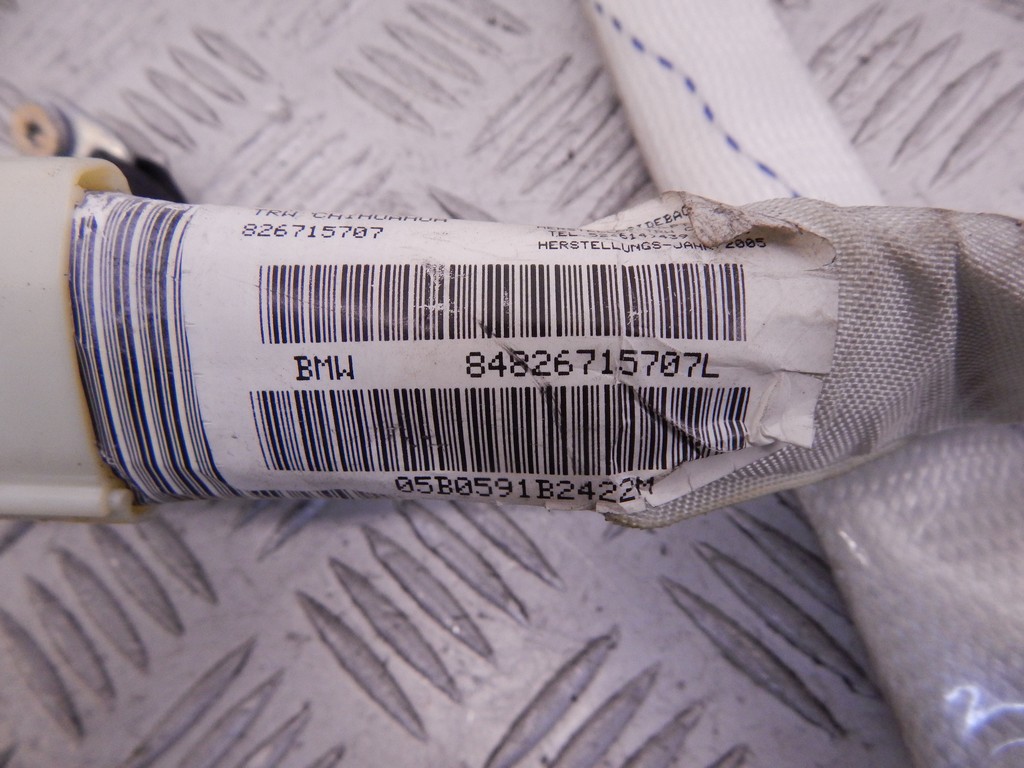 TRW CHIHUAHUA
826715707
HERSTELLUNGS-JAHR 2005
BMW 84826715707L
05B0591B2422M